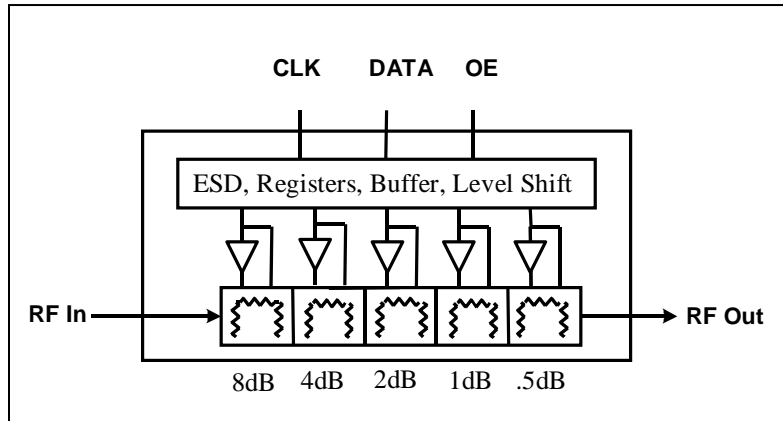 CLK DATA OE
ESD, Registers, Buffer, Level Shift
RF In RF Out
8dB 4dB 2dB 1dB .5dB